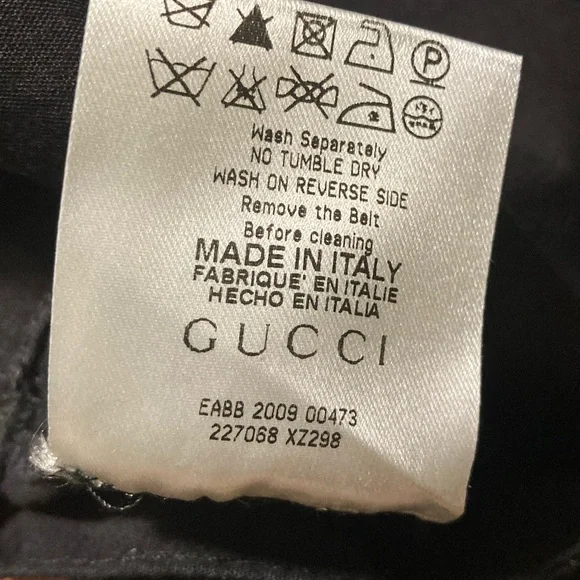 P
Wash Separately
NO TUMBLE DRY
WASH ON REVERSE SIDE
Remove the Belt
Before cleaning
MADE IN ITALY
FABRIQUE' EN ITALIE
HECHO EN ITALIA
GUCCI
EABB 2009 00473
227068 XZ298